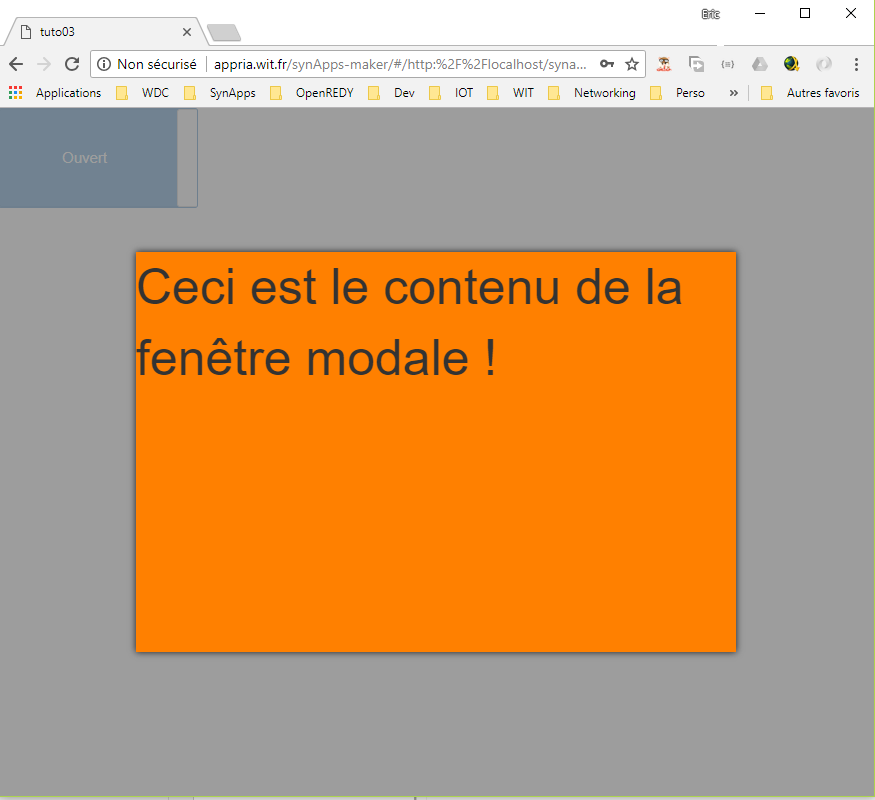 Eric
tuto03
Non sécurisé appria.wit.fr/synApps-maker/#/http:%2F%2Flocalhost/syna...
Applications WDC SynApps OpenREDY Dev IOT WIT Networking Perso » Autres favoris
Ouvert
Ceci est le contenu de la
fenêtre modale !